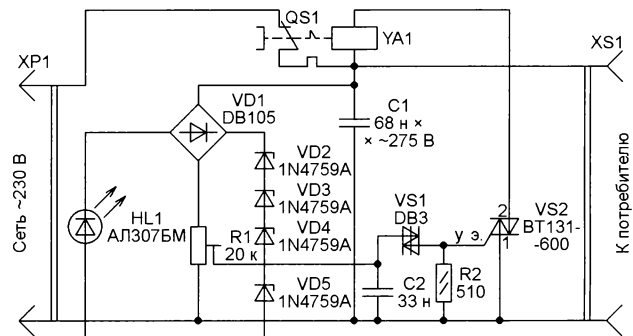 QS1
YA1
XP1
XS1
VD1
DB105
C1
68 н ×
× ~275 В
VD2
1N4759A
VD3
1N4759A
VD4
1N4759A
VD5
1N4759A
VS1
DB3
у э.
2
1
VS2
BT131-
-600
HL1
АЛ307БМ
R1
20 к
R2
510
C2
33 н
Сеть ~230 В
К потребителю